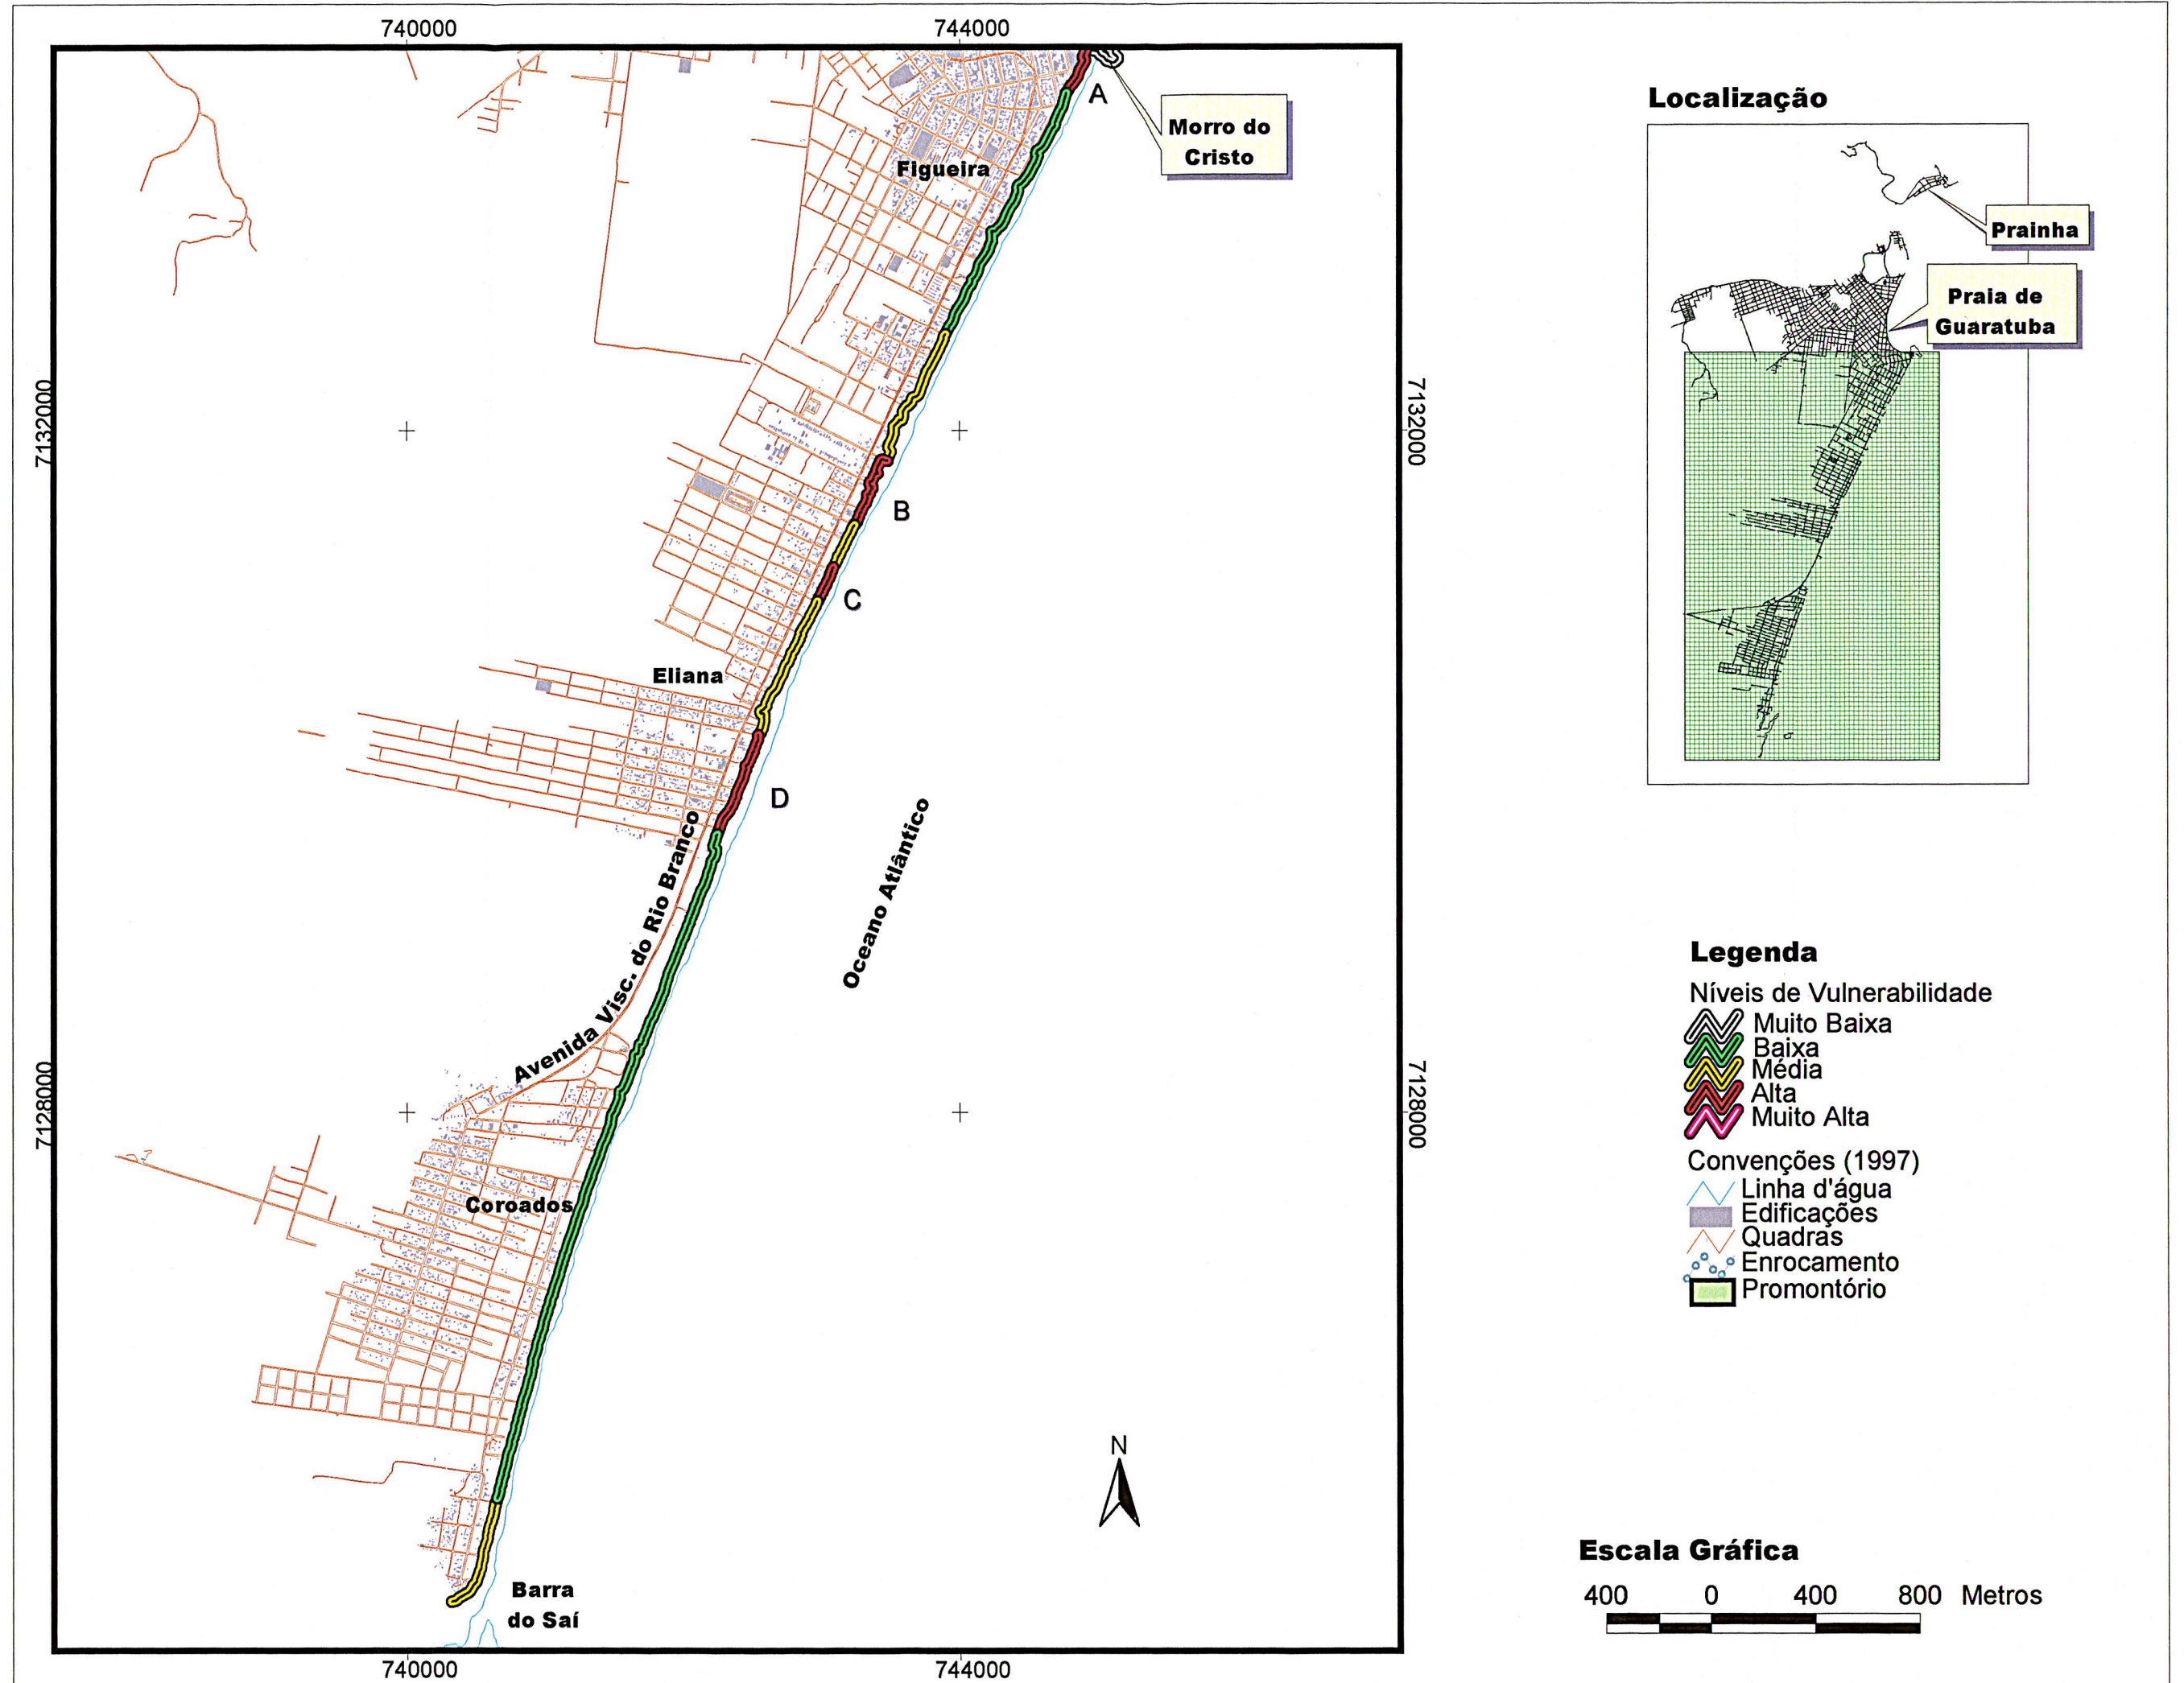 740000
744000
A
Morro do
Cristo
Figueira
7132000
7132000
B
C
Eliana
D
Avenida Visc. do Rio Branco
Oceano Atlântico
7128000
7128000
Coroados
N
Barra
do Saí
740000
744000
Localização
Prainha
Praia de
Guaratuba
Legenda
Níveis de Vulnerabilidade
Muito Baixa
Baixa
Média
Alta
Muito Alta
Convenções (1997)
Linha d'água
Edificações
Quadras
Enrocamento
Promontório
Escala Gráfica
400 0 400 800 Metros